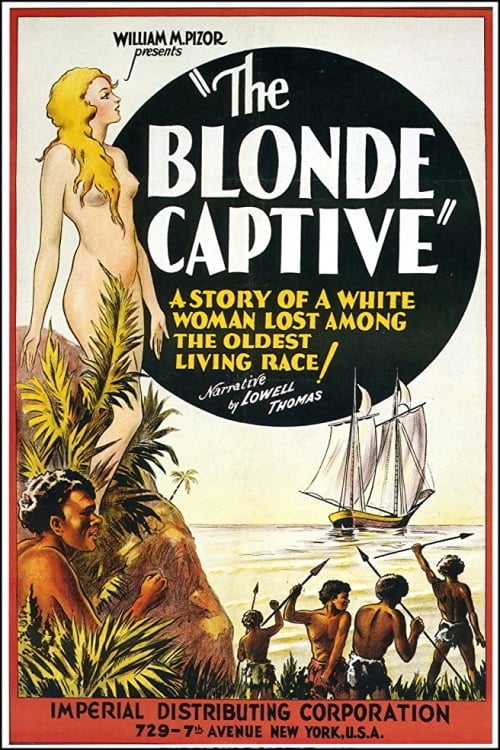 WILLIAM M. PIZOR
presents
"The
BLONDE
CAPTIVE"
A STORY OF A WHITE
WOMAN LOST AMONG
THE OLDEST
LIVING RACE!
Narrative
by LOWELL
THOMAS
IMPERIAL DISTRIBUTING CORPORATION
729-7th AVENUE NEW YORK, U.S.A.